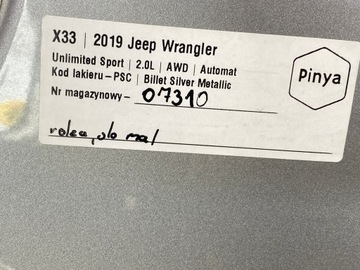 X33 | 2019 Jeep Wrangler
Unlimited Sport | 2.0L | AWD | Automat
Kod lakieru – PSC | Billet Silver Metallic
Nr magazynowy – 07310
Pinya